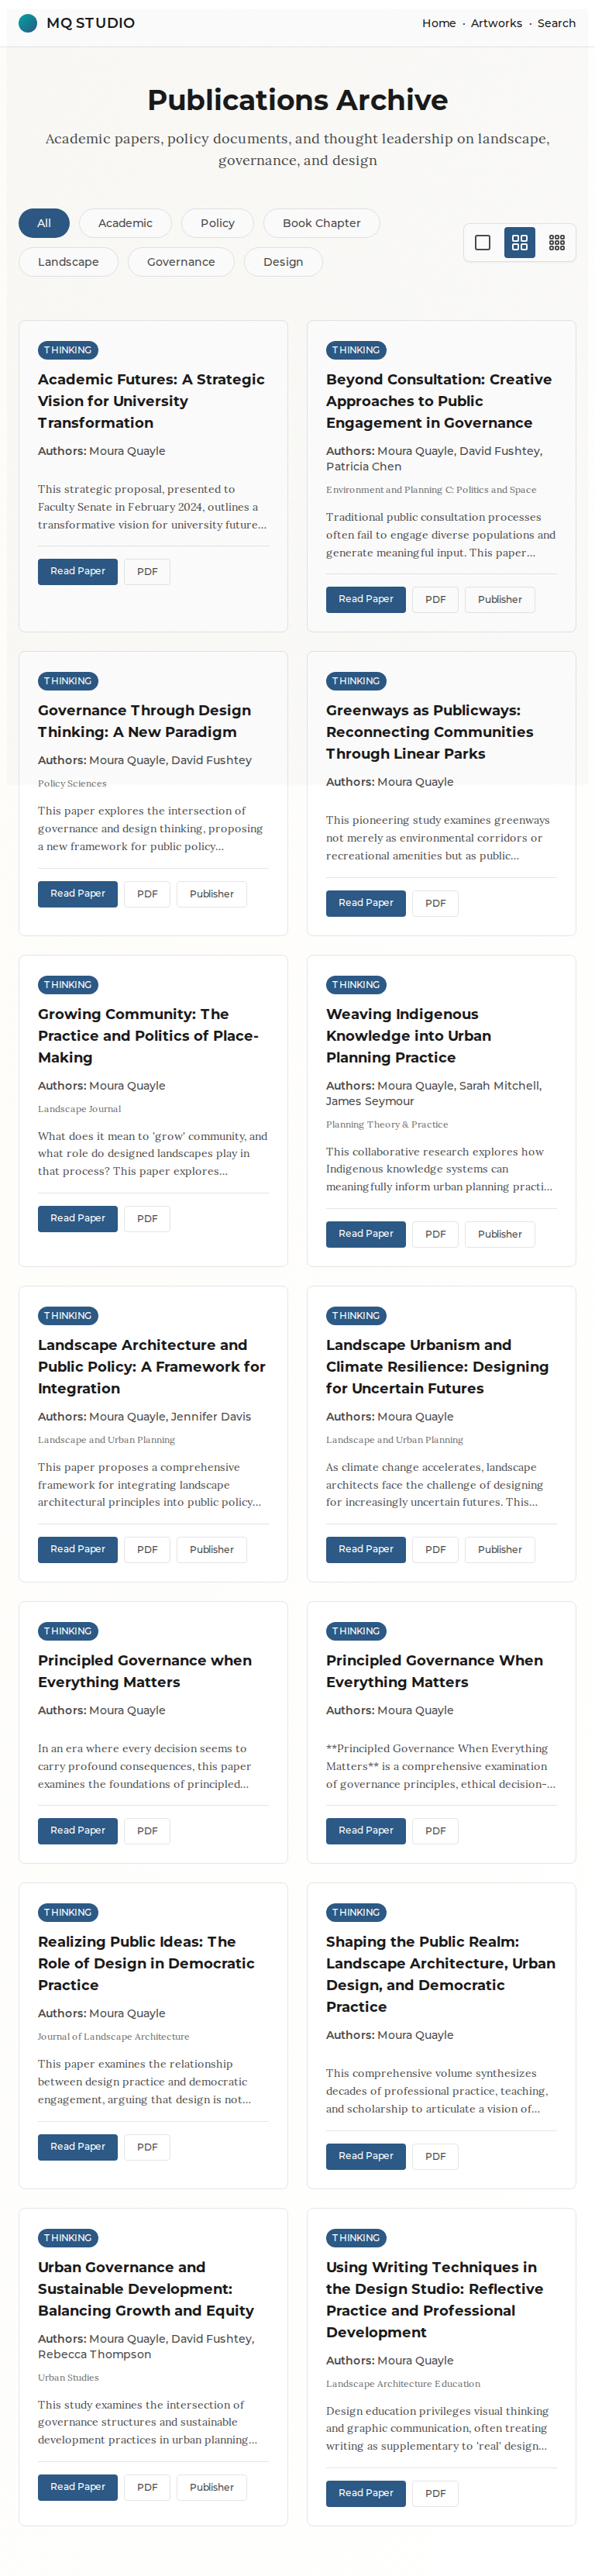 MQ STUDIO
Home · Artworks · Search
Publications Archive
Academic papers, policy documents, and thought leadership on landscape,
governance, and design
All
Academic
Policy
Book Chapter
Landscape
Governance
Design
THINKING
Academic Futures: A Strategic
Vision for University
Transformation
Authors: Moura Quayle
This strategic proposal, presented to
Faculty Senate in February 2024, outlines a
transformative vision for university future...
Read Paper
PDF
THINKING
Beyond Consultation: Creative
Approaches to Public
Engagement in Governance
Authors: Moura Quayle, David Fushtey,
Patricia Chen
Environment and Planning C: Politics and Space
Traditional public consultation processes
often fail to engage diverse populations and
generate meaningful input. This paper...
Read Paper
PDF
Publisher
THINKING
Governance Through Design
Thinking: A New Paradigm
Authors: Moura Quayle, David Fushtey
Policy Sciences
This paper explores the intersection of
governance and design thinking, proposing
a new framework for public policy...
Read Paper
PDF
Publisher
THINKING
Greenways as Publicways:
Reconnecting Communities
Through Linear Parks
Authors: Moura Quayle
This pioneering study examines greenways
not merely as environmental corridors or
recreational amenities but as public...
Read Paper
PDF
THINKING
Growing Community: The
Practice and Politics of Place-
Making
Authors: Moura Quayle
Landscape Journal
What does it mean to 'grow' community, and
what role do designed landscapes play in
that process? This paper explores...
Read Paper
PDF
THINKING
Weaving Indigenous
Knowledge into Urban
Planning Practice
Authors: Moura Quayle, Sarah Mitchell,
James Seymour
Planning Theory & Practice
This collaborative research explores how
Indigenous knowledge systems can
meaningfully inform urban planning practi...
Read Paper
PDF
Publisher
THINKING
Landscape Architecture and
Public Policy: A Framework for
Integration
Authors: Moura Quayle, Jennifer Davis
Landscape and Urban Planning
This paper proposes a comprehensive
framework for integrating landscape
architectural principles into public policy...
Read Paper
PDF
Publisher
THINKING
Landscape Urbanism and
Climate Resilience: Designing
for Uncertain Futures
Authors: Moura Quayle
Landscape and Urban Planning
As climate change accelerates, landscape
architects face the challenge of designing
for increasingly uncertain futures. This...
Read Paper
PDF
Publisher
THINKING
Principled Governance when
Everything Matters
Authors: Moura Quayle
In an era where every decision seems to
carry profound consequences, this paper
examines the foundations of principled...
Read Paper
PDF
THINKING
Principled Governance When
Everything Matters
Authors: Moura Quayle
**Principled Governance When Everything
Matters** is a comprehensive examination
of governance principles, ethical decision-...
Read Paper
PDF
THINKING
Realizing Public Ideas: The
Role of Design in Democratic
Practice
Authors: Moura Quayle
Journal of Landscape Architecture
This paper examines the relationship
between design practice and democratic
engagement, arguing that design is not...
Read Paper
PDF
THINKING
Shaping the Public Realm:
Landscape Architecture, Urban
Design, and Democratic
Practice
Authors: Moura Quayle
This comprehensive volume synthesizes
decades of professional practice, teaching,
and scholarship to articulate a vision of...
Read Paper
PDF
THINKING
Urban Governance and
Sustainable Development:
Balancing Growth and Equity
Authors: Moura Quayle, David Fushtey,
Rebecca Thompson
Urban Studies
This study examines the intersection of
governance structures and sustainable
development practices in urban planning...
Read Paper
PDF
Publisher
THINKING
Using Writing Techniques in
the Design Studio: Reflective
Practice and Professional
Development
Authors: Moura Quayle
Landscape Architecture Education
Design education privileges visual thinking
and graphic communication, often treating
writing as supplementary to 'real' design...
Read Paper
PDF